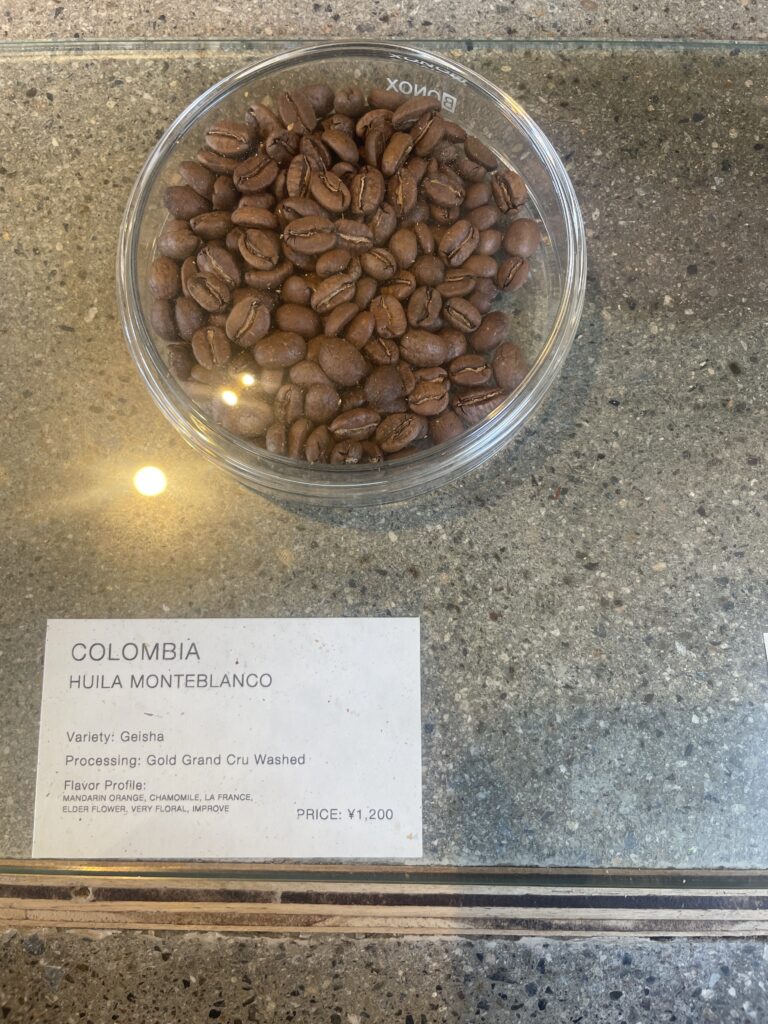 BONOX
COLOMBIA
HUILA MONTEBLANCO
Variety: Geisha
Processing: Gold Grand Cru Washed
Flavor Profile:
MANDARIN ORANGE, CHAMOMILE, LA FRANCE,
ELDER FLOWER, VERY FLORAL, IMPROVE
PRICE: ¥1,200